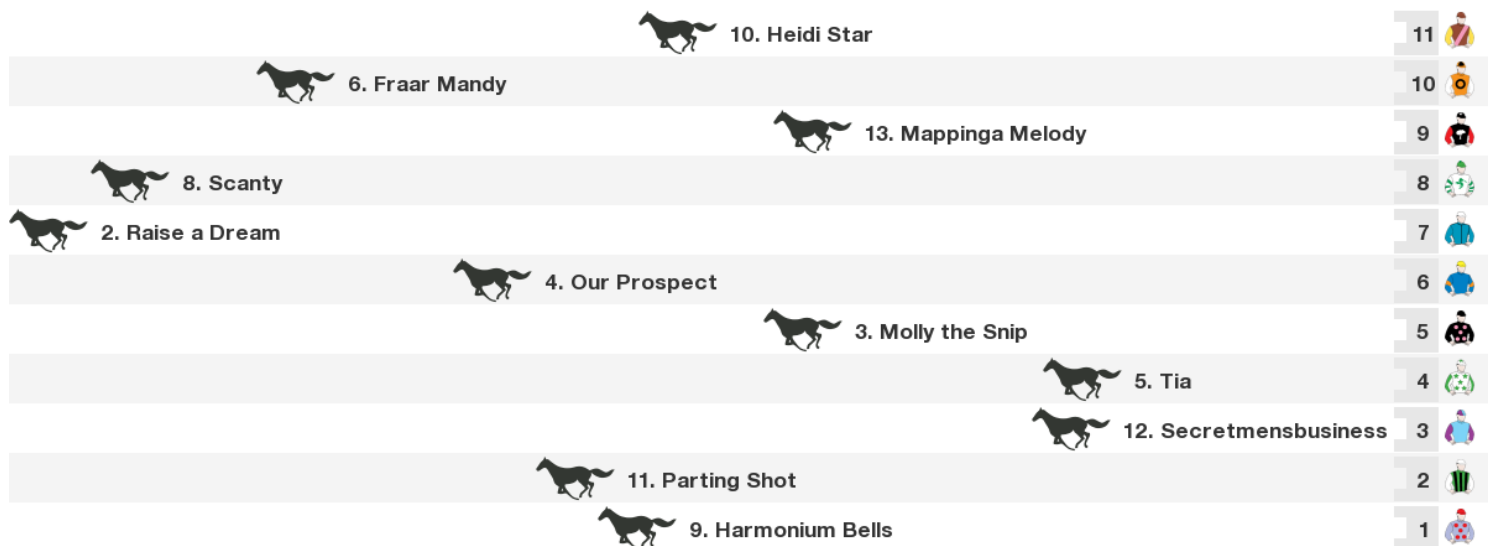 10. Heidi Star 11
6. Fraar Mandy 10
13. Mappinga Melody 9
8. Scanty 8
2. Raise a Dream 7
4. Our Prospect 6
3. Molly the Snip 5
5. Tia 4
12. Secretmensbusiness 3
11. Parting Shot 2
9. Harmonium Bells 1